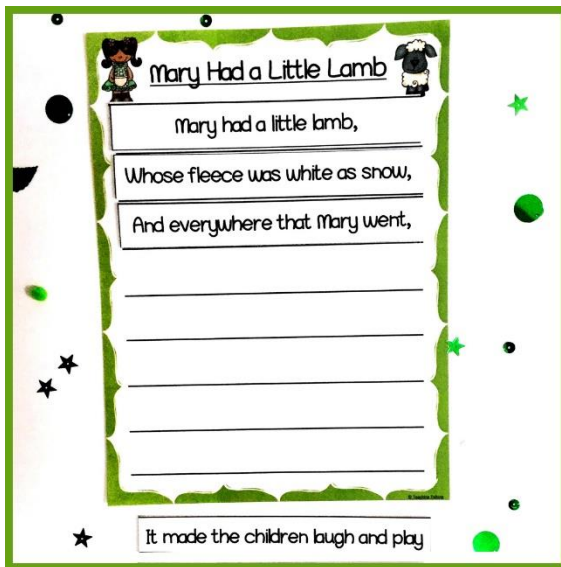 Mary Had a Little Lamb
Mary had a little lamb,
Whose fleece was white as snow,
And everywhere that Mary went,
It made the children laugh and play